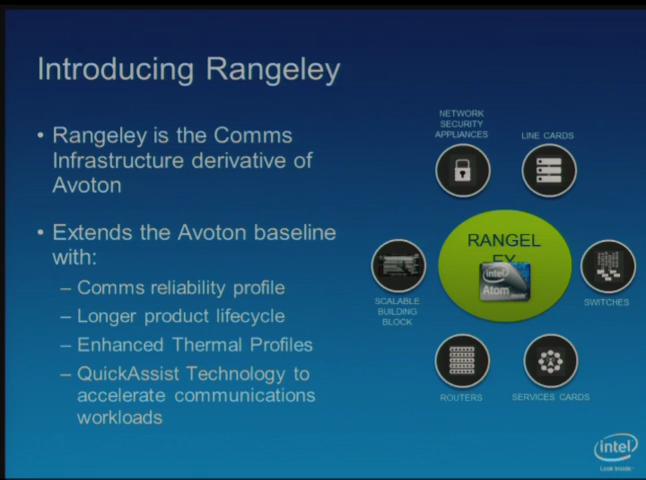 Introducing Rangeley
• Rangeley is the Comms
Infrastructure derivative of
Avoton
• Extends the Avoton baseline
with:
– Comms reliability profile
– Longer product lifecycle
– Enhanced Thermal Profiles
– QuickAssist Technology to
accelerate communications
workloads
NETWORK
SECURITY
APPLIANCES
LINE CARDS
RANGEL
EY
intel
Atom
SCALABLE
BUILDING
BLOCK
SWITCHES
ROUTERS
SERVICES CARDS
intel
Look Inside.